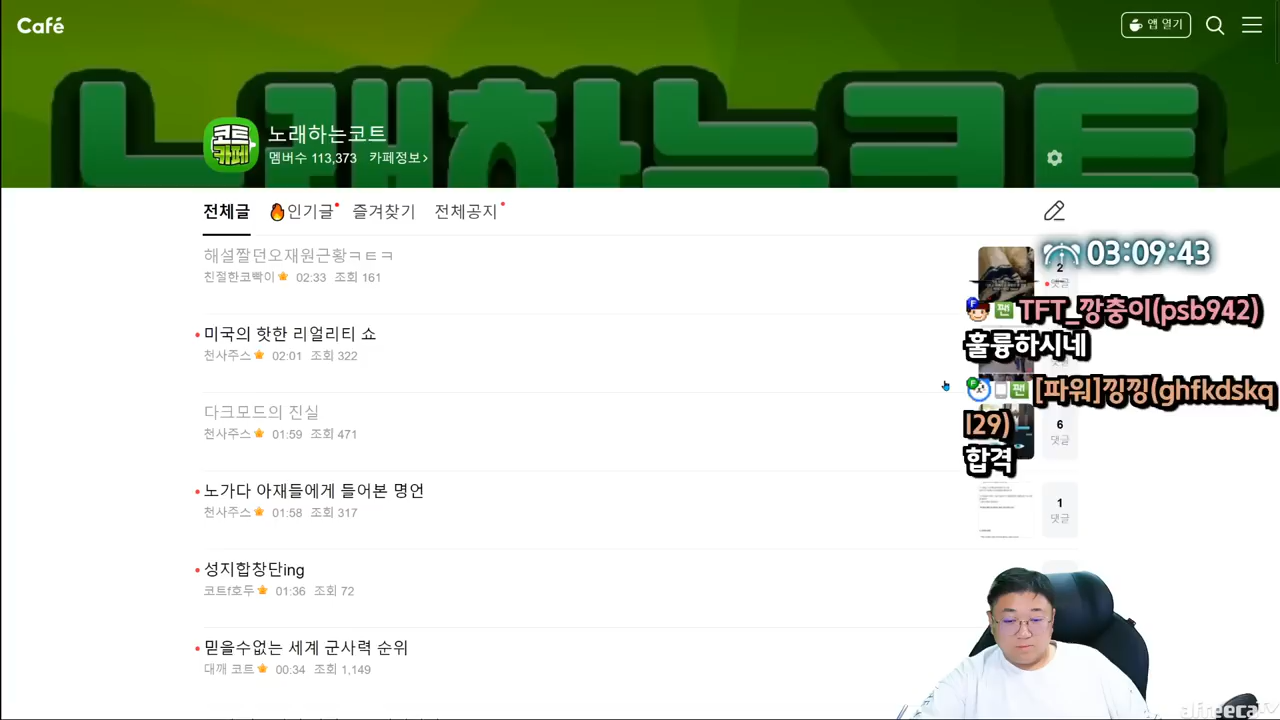 Café
앱 열기
노래하는코트
코트
카페
노래하는코트
멤버수 113,373 카페정보
전체글 인기글 즐겨찾기 전체공지
해설짤던오재원근황ㅋㅌㅋ
친절한코빡이 02:33 조회 161
2
03:09:43
TFT_깡충이(psb942)
훌륭하시네
미국의 핫한 리얼리티 쇼
천사주스 02:01 조회 322
[파워]낑낑(ghfkdskq
l29)
합격
다크모드의 진실
천사주스 01:59 조회 471
6
댓글
노가다
들어본 명언
천사주스
조회 317
1
댓글
성지합창단ing
코트f호두 01:36 조회 72
믿을수없는 세계 군사력 순위
대깨 코트 00:34 조회 1,149
afreecaTV